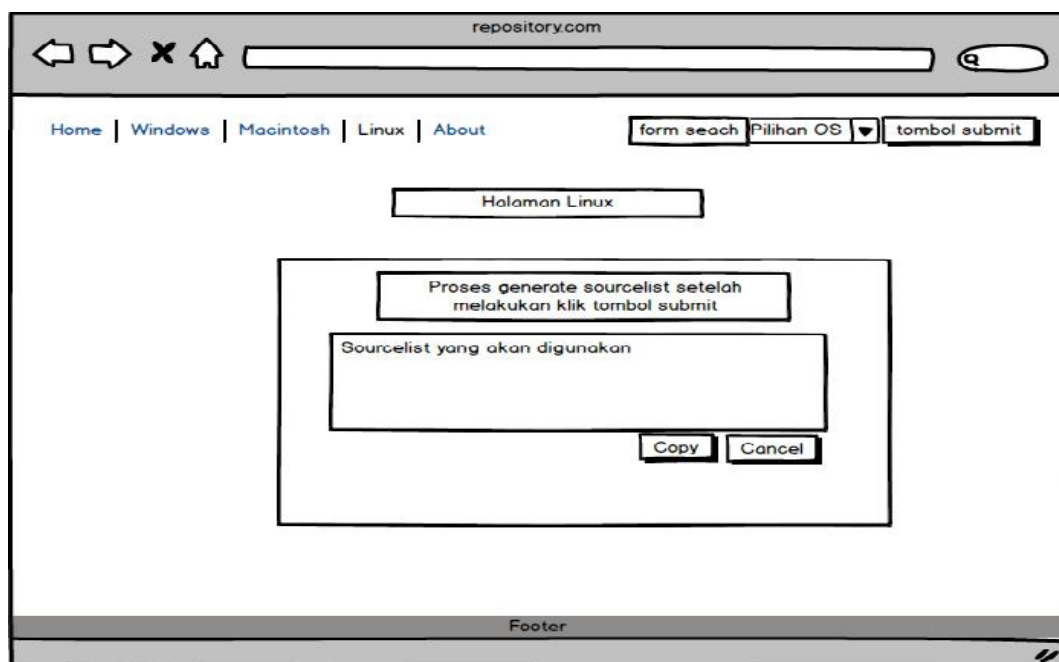 repository.com
Home | Windows | Macintosh | Linux | About
form seach Pilihan OS tombol submit
Halaman Linux
Proses generate sourcelist setelah
melakukan klik tombol submit
Sourcelist yang akan digunakan
Copy Cancel
Footer